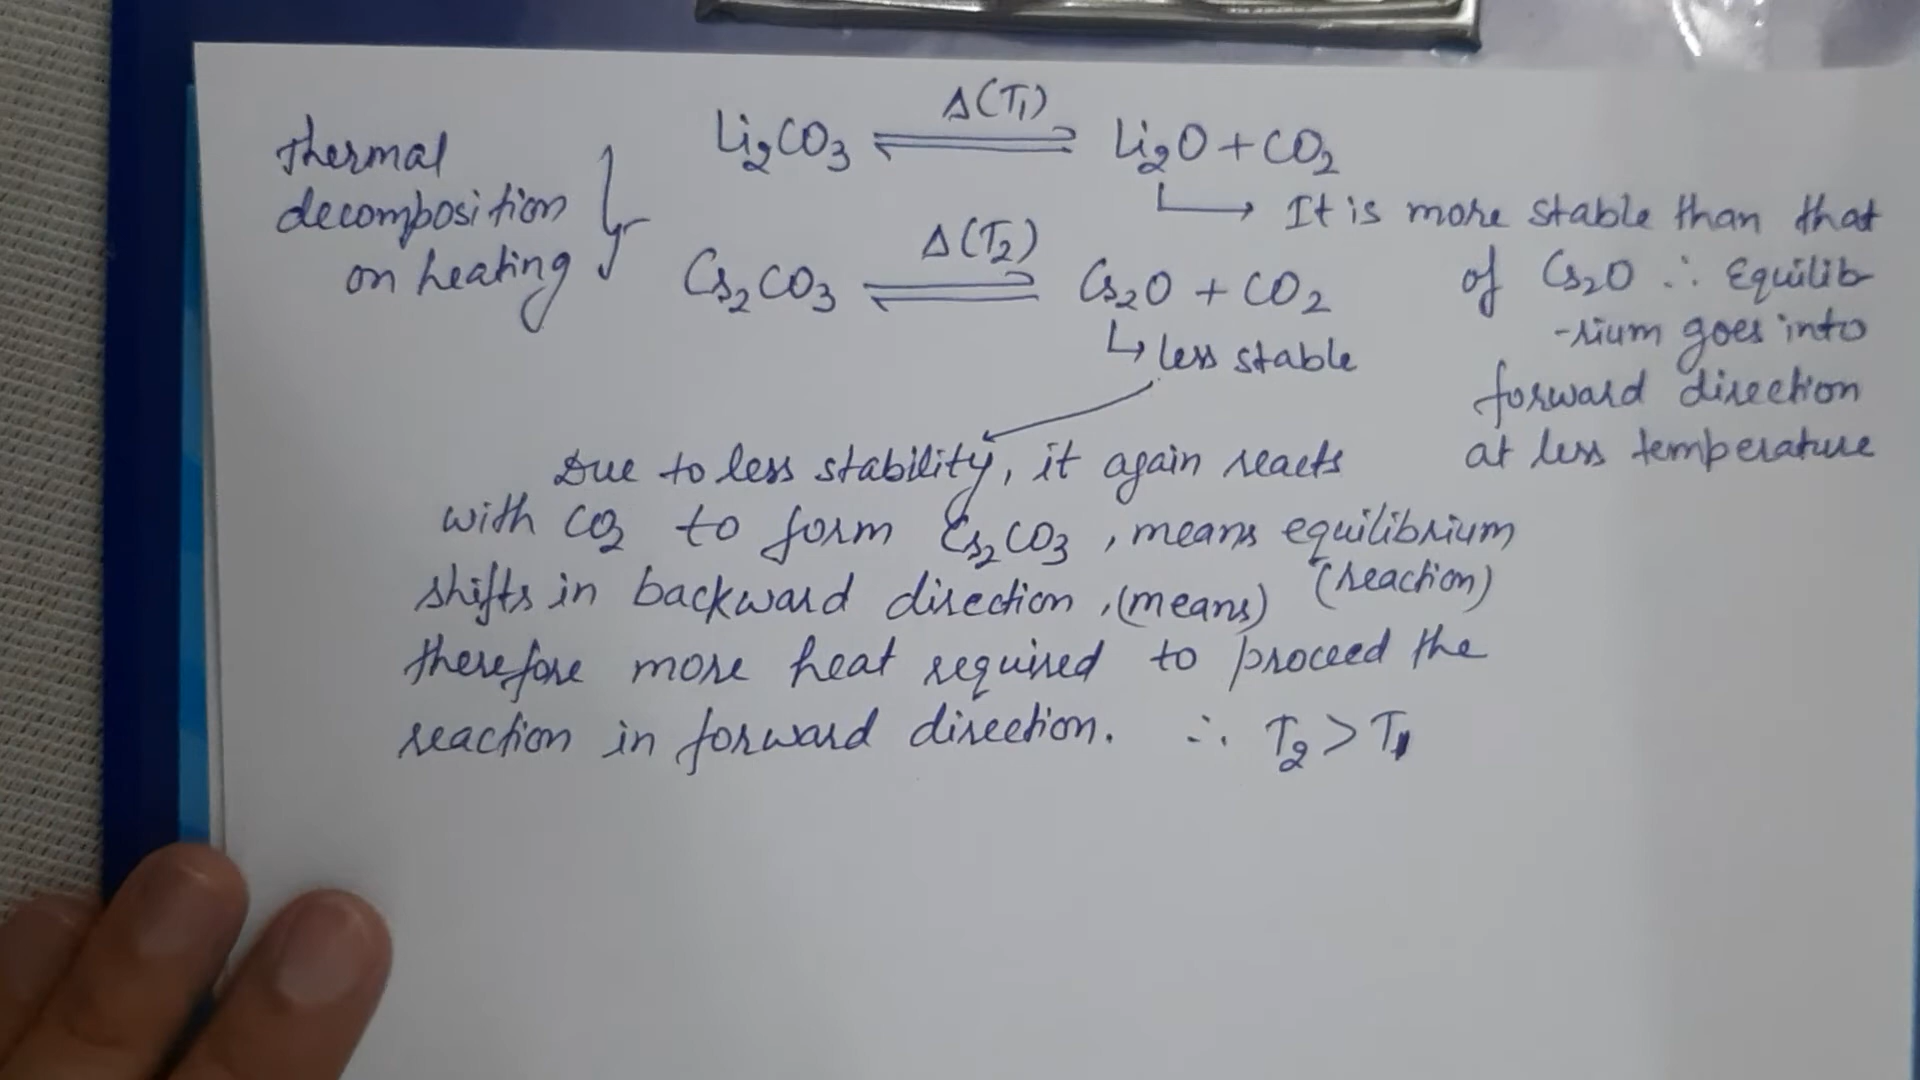 thermal
decomposition
on heating
Li₂CO₃ ⇌ Δ(T₁) Li₂O + CO₂
↳ It is more stable than that
of Cs₂O ∴ Equilib
-rium goes into
forward direction
at less temperature
Cs₂CO₃ ⇌ Δ(T₂) Cs₂O + CO₂
↳ less stable
Due to less stability, it again reacts
with CO₂ to form Cs₂CO₃, means equilibrium
(reaction)
shifts in backward direction, (means)
therefore more heat required to proceed the
reaction in forward direction. ∴ T₂ > T₁